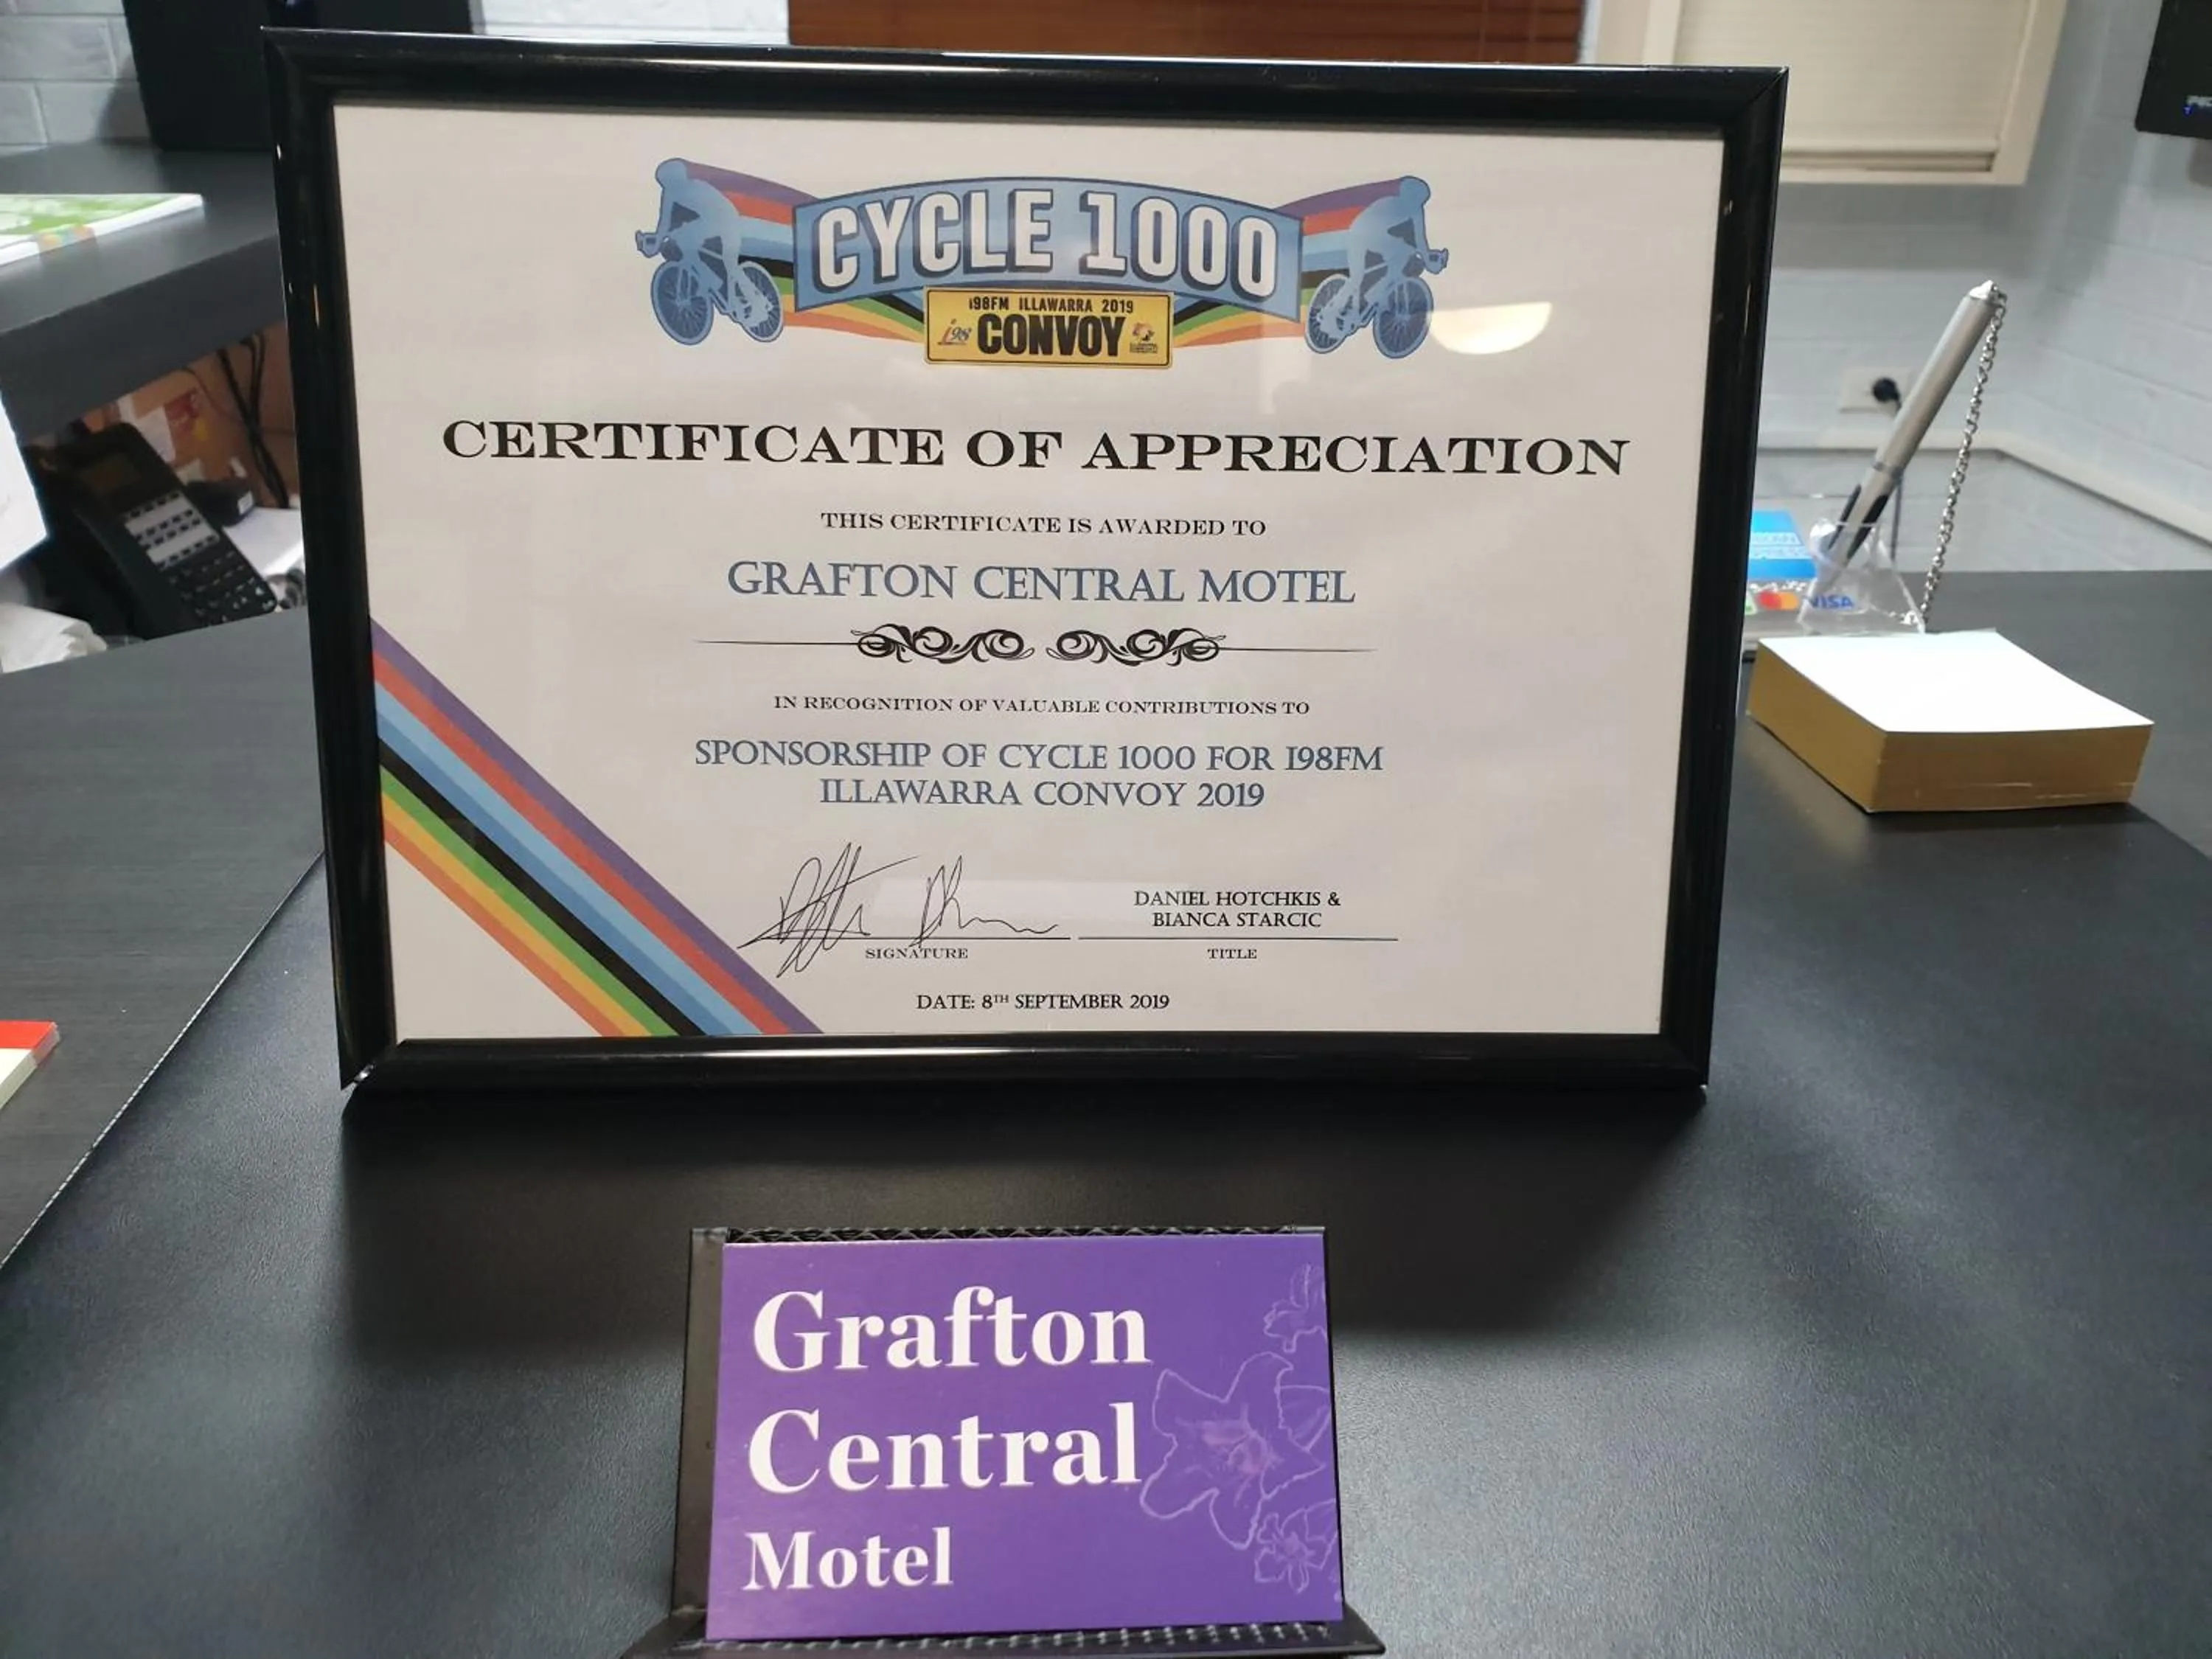 CYCLE 1000
i98FM ILLAWARRA 2019
i98 CONVOY
CERTIFICATE OF APPRECIATION
THIS CERTIFICATE IS AWARDED TO
GRAFTON CENTRAL MOTEL
IN RECOGNITION OF VALUABLE CONTRIBUTIONS TO
SPONSORSHIP OF CYCLE 1000 FOR I98FM
ILLAWARRA CONVOY 2019
DANIEL HOTCHKIS &
BIANCA STARCIC
SIGNATURE TITLE
DATE: 8TH SEPTEMBER 2019
VISA
Grafton
Central
Motel